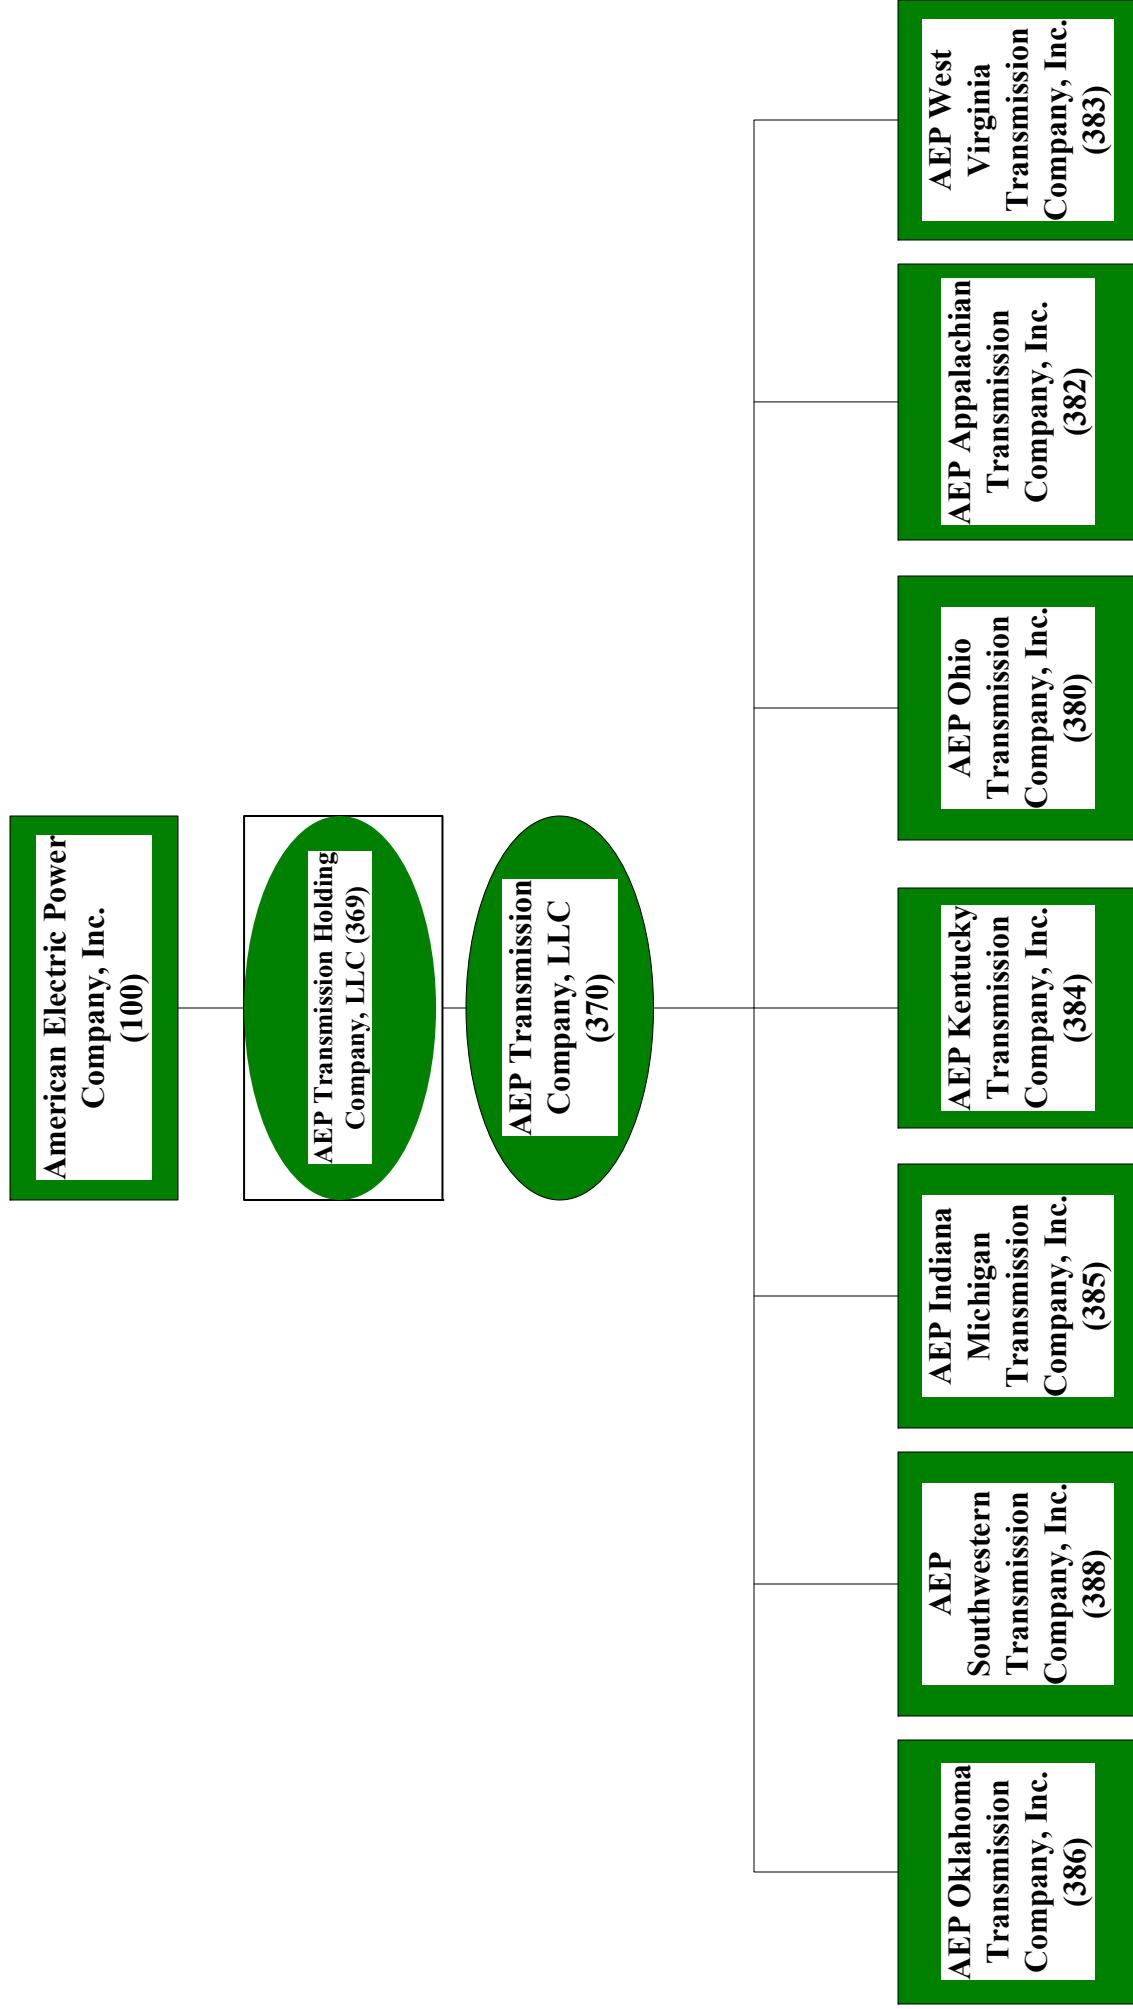 American Electric Power
Company, Inc.
(100)
AEP Transmission Holding
Company, LLC (369)
AEP Transmission
Company, LLC
(370)
AEP Oklahoma
Transmission
Company, Inc.
(386)
AEP
Southwestern
Transmission
Company, Inc.
(388)
AEP Indiana
Michigan
Transmission
Company, Inc.
(385)
AEP Kentucky
Transmission
Company, Inc.
(384)
AEP Ohio
Transmission
Company, Inc.
(380)
AEP Appalachian
Transmission
Company, Inc.
(382)
AEP West
Virginia
Transmission
Company, Inc.
(383)